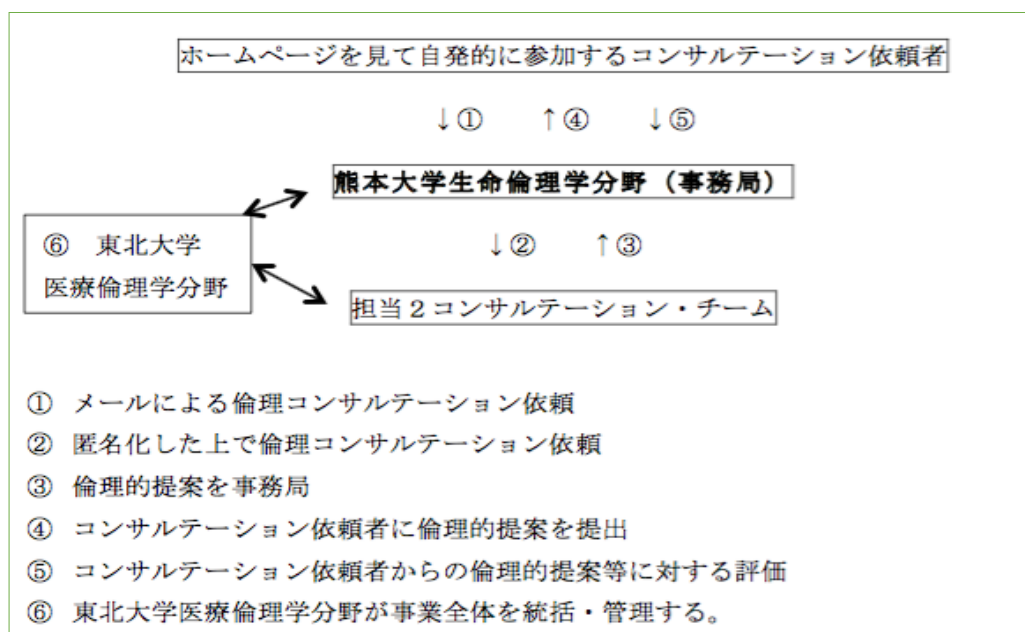 ホームページを見て自発的に参加するコンサルテーション依頼者
↓① ↑④ ↓⑤
熊本大学生命倫理学分野（事務局）
⑥ 東北大学
医療倫理学分野
↓② ↑③
担当２コンサルテーション・チーム
① メールによる倫理コンサルテーション依頼
② 匿名化した上で倫理コンサルテーション依頼
③ 倫理的提案を事務局
④ コンサルテーション依頼者に倫理的提案を提出
⑤ コンサルテーション依頼者からの倫理的提案等に対する評価
⑥ 東北大学医療倫理学分野が事業全体を統括・管理する。